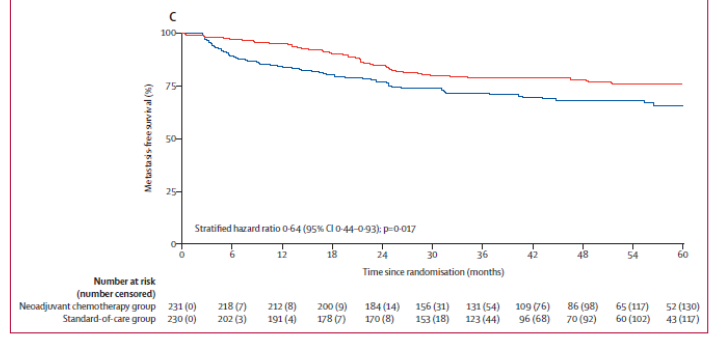 C
100
75
50
25
0
Metastasis-free survival (%)
Stratified hazard ratio 0·64 (95% CI 0·44–0·93); p=0·017
0 6 12 18 24 30 36 42 48 54 60
Time since randomisation (months)
Number at risk
(number censored)
Neoadjuvant chemotherapy group 231 (0) 218 (7) 212 (8) 200 (9) 184 (14) 156 (31) 131 (54) 109 (76) 86 (98) 65 (117) 52 (130)
Standard-of-care group 230 (0) 202 (3) 191 (4) 178 (7) 170 (8) 153 (18) 123 (44) 96 (68) 70 (92) 60 (102) 43 (117)